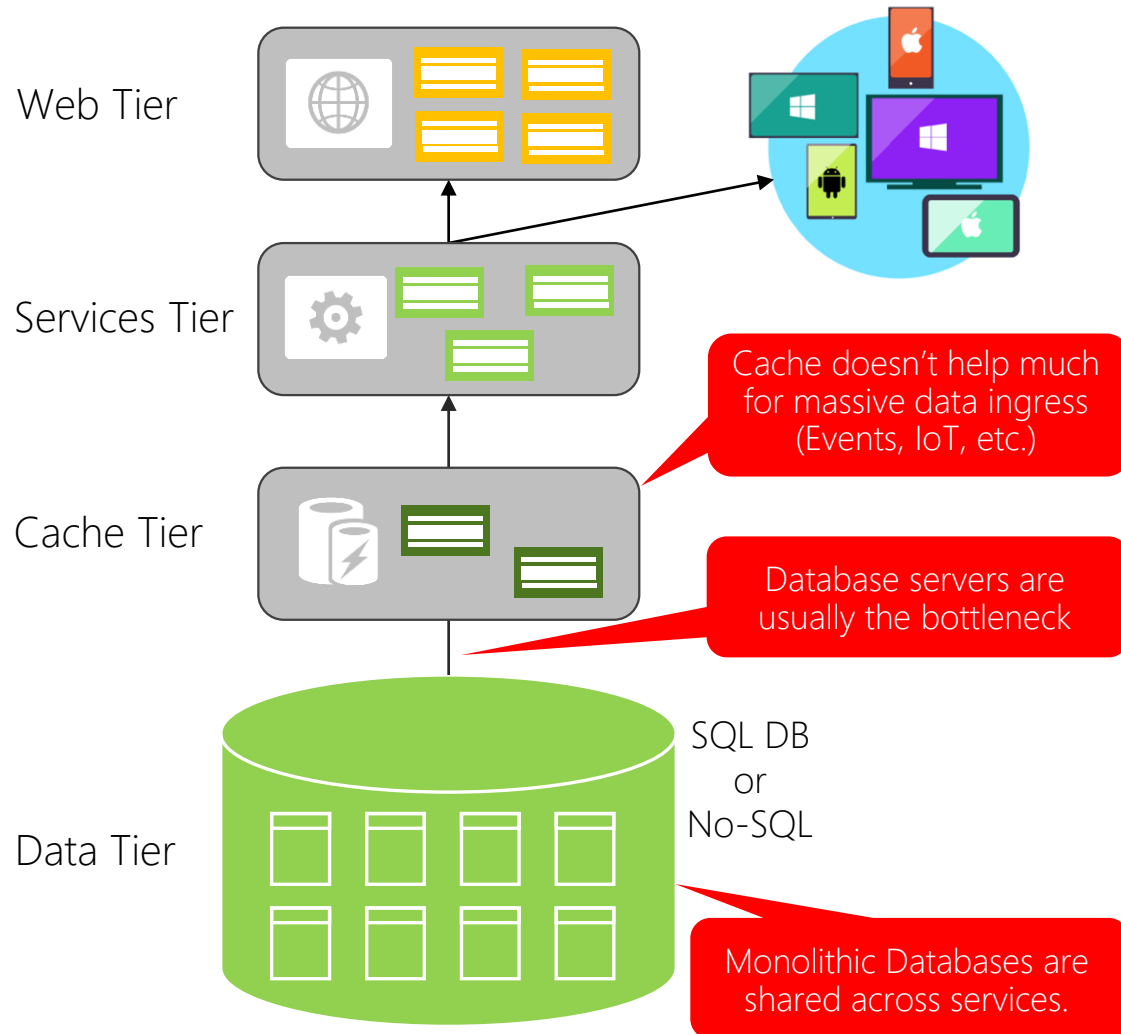 Web Tier
Services Tier
Cache doesn’t help much
for massive data ingress
(Events, IoT, etc.)
Cache Tier
Database servers are
usually the bottleneck
SQL DB
or
No-SQL
Data Tier
Monolithic Databases are
shared across services.